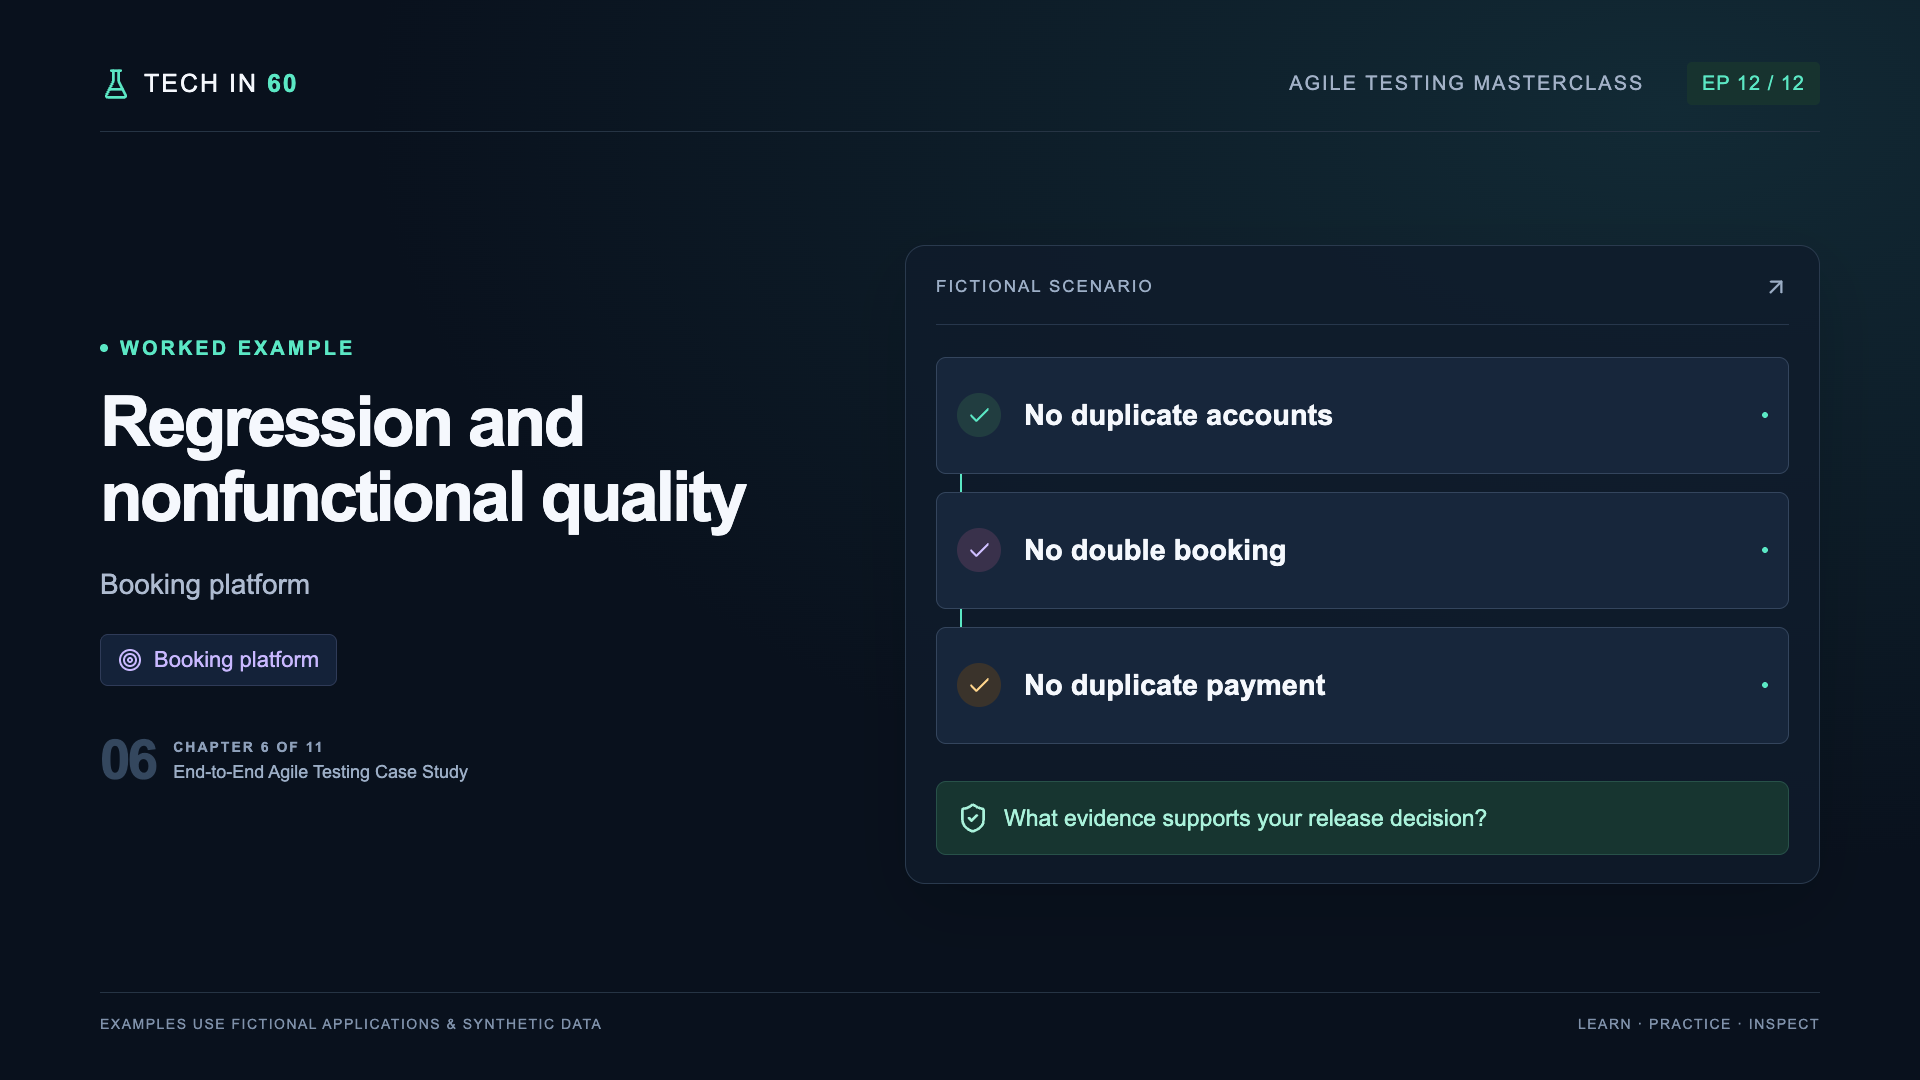 TECH IN 60
AGILE TESTING MASTERCLASS
EP 12 / 12
• WORKED EXAMPLE
Regression and
nonfunctional quality
Booking platform
Booking platform
06
CHAPTER 6 OF 11
End-to-End Agile Testing Case Study
FICTIONAL SCENARIO
No duplicate accounts
No double booking
No duplicate payment
What evidence supports your release decision?
EXAMPLES USE FICTIONAL APPLICATIONS & SYNTHETIC DATA
LEARN · PRACTICE · INSPECT